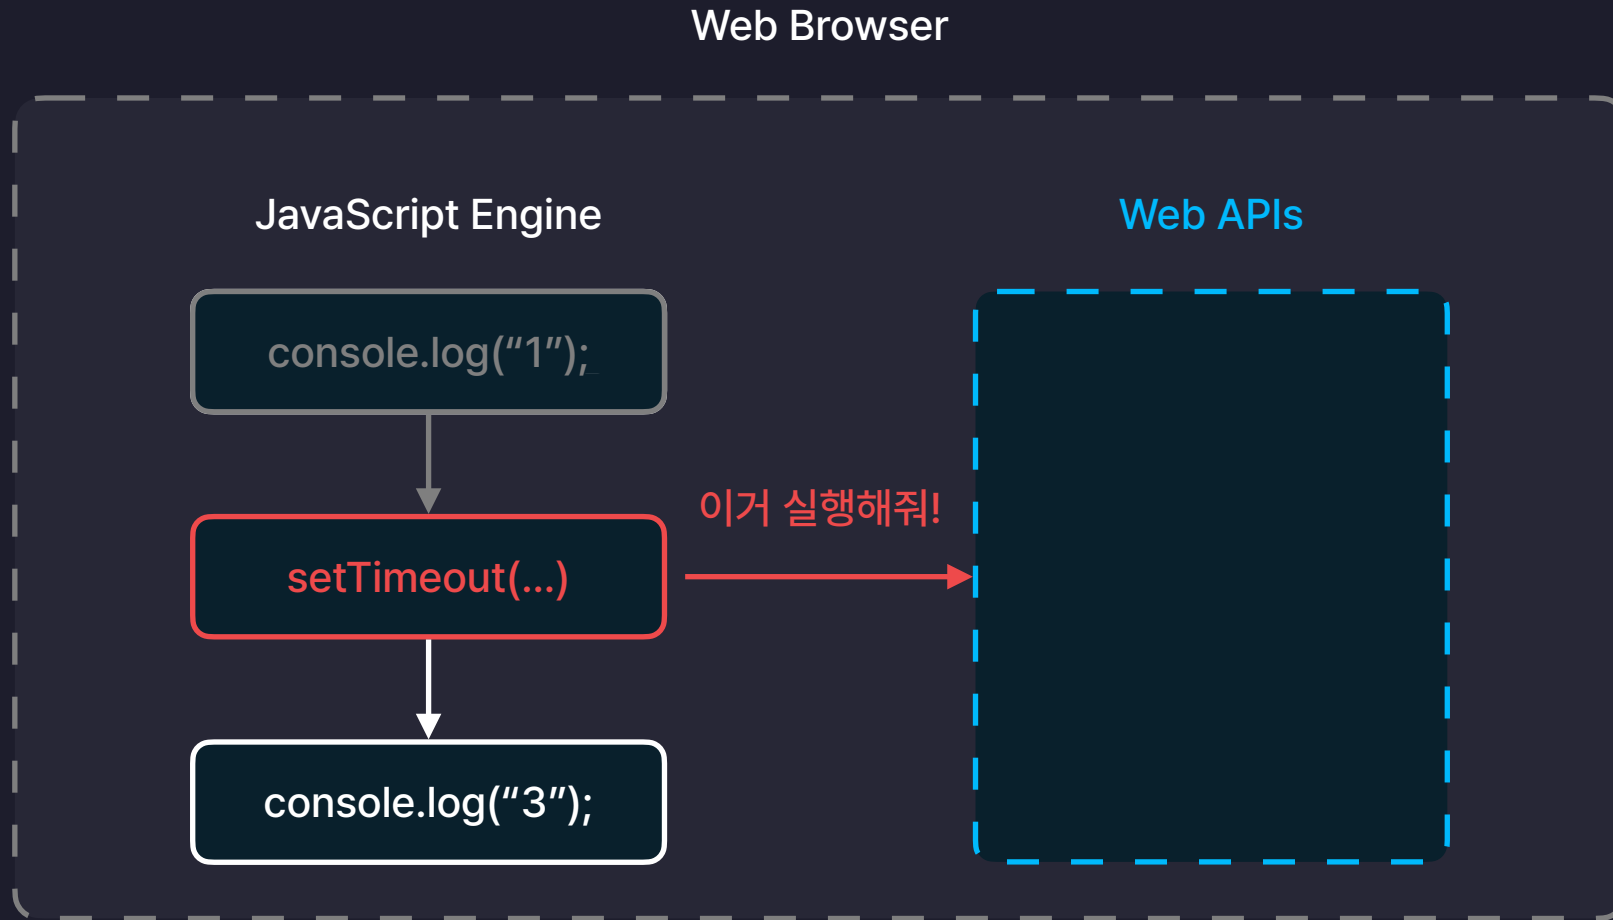 Web Browser
JavaScript Engine
Web APIs
console.log(“1”);
이거 실행해줘!
setTimeout(...)
console.log(“3”);